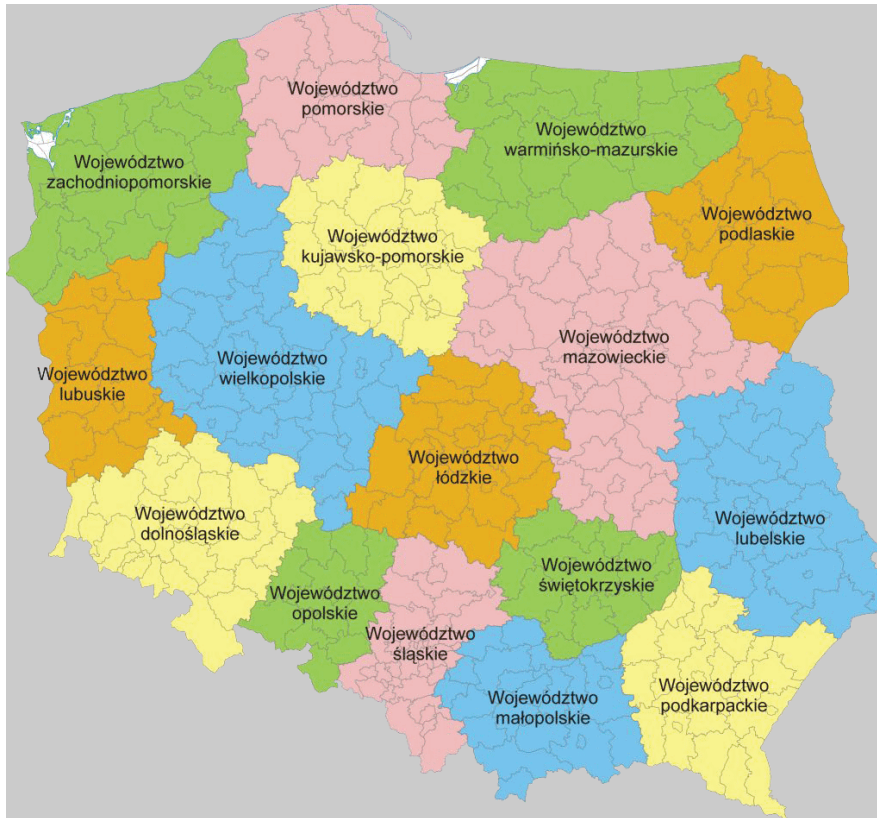 Województwo
pomorskie
Województwo
warmińsko-mazurskie
Województwo
zachodniopomorskie
Województwo
podlaskie
Województwo
kujawsko-pomorskie
Województwo
mazowieckie
Województwo
wielkopolskie
Województwo
lubuskie
Województwo
łódzkie
Województwo
dolnośląskie
Województwo
lubelskie
Województwo
świętokrzyskie
Województwo
opolskie
Województwo
śląskie
Województwo
podkarpackie
Województwo
małopolskie